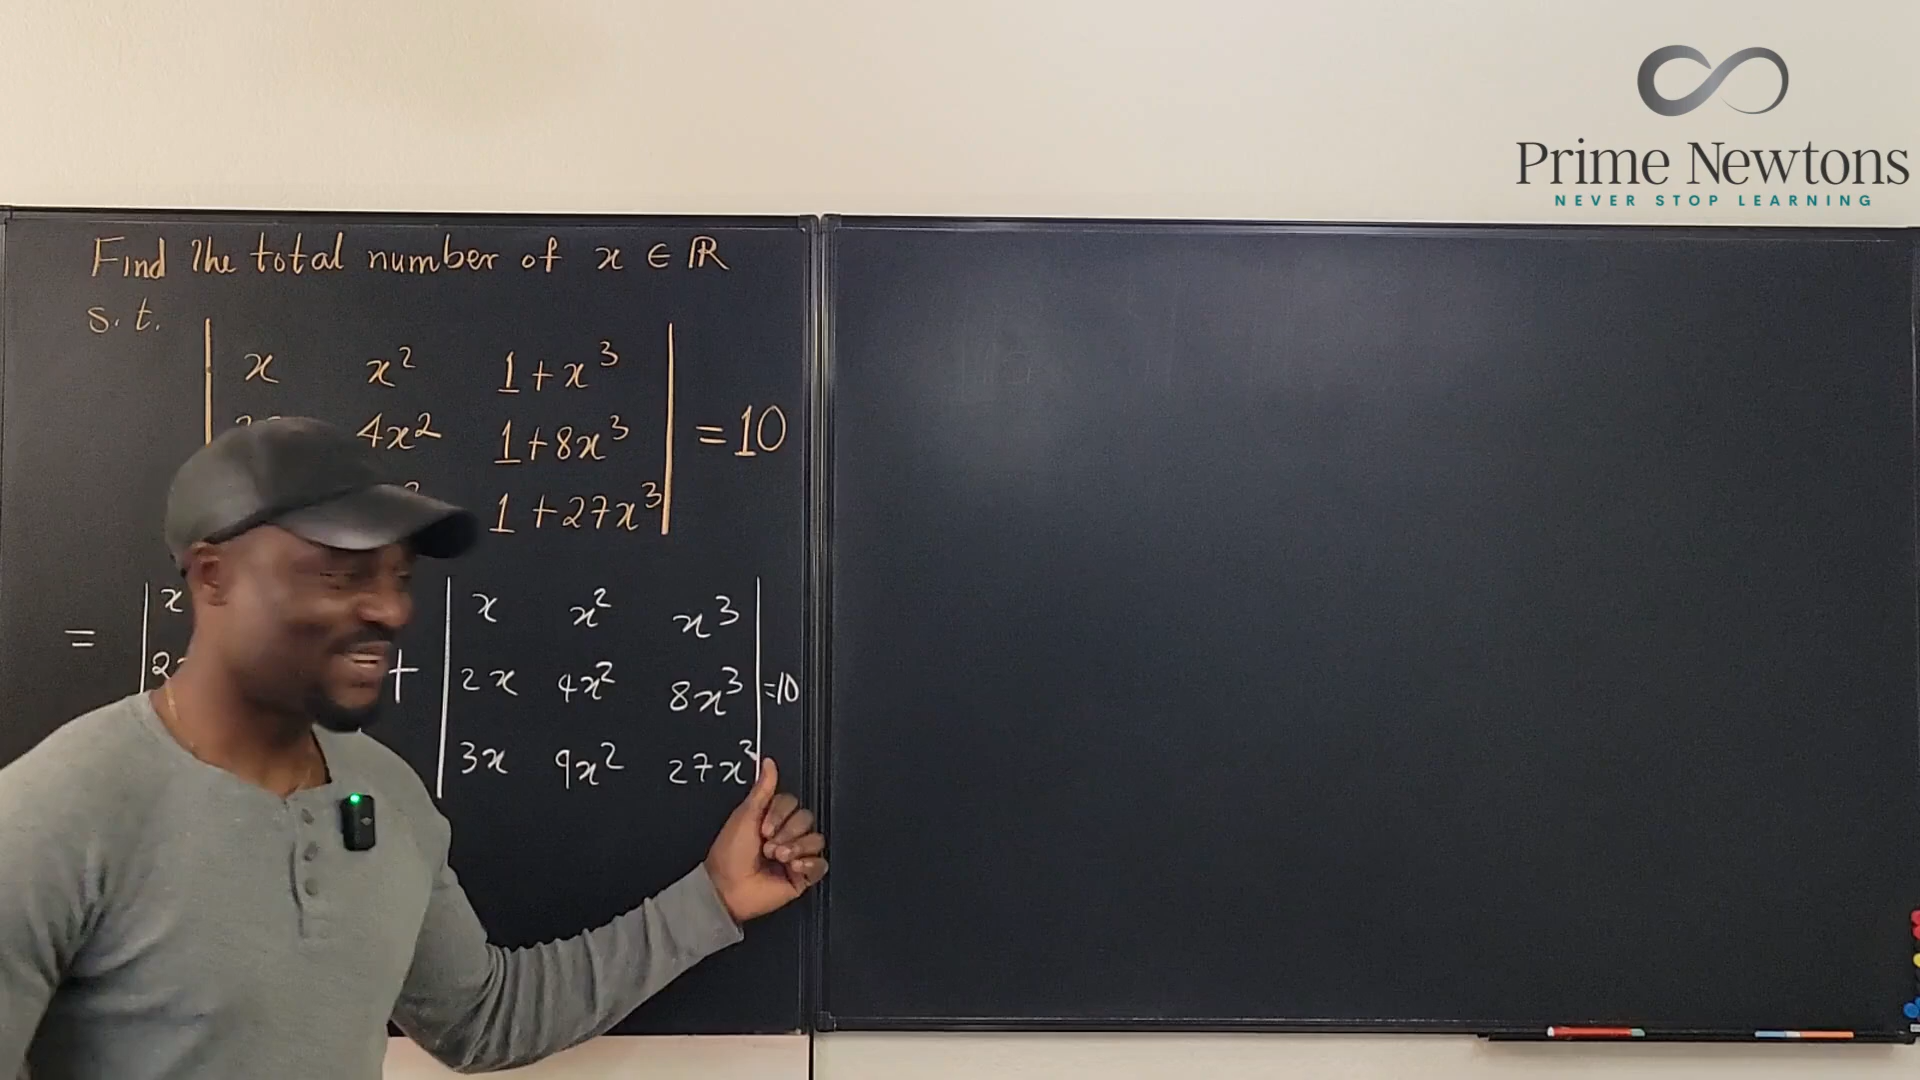 Prime Newtons
NEVER STOP LEARNING
Find the total number of x ∈ ℝ
s.t.
x x² 1+x³
4x² 1+8x³ =10
1+27x³
= x + x x² x³
2x 4x² 8x³ =10
3x 9x² 27x³